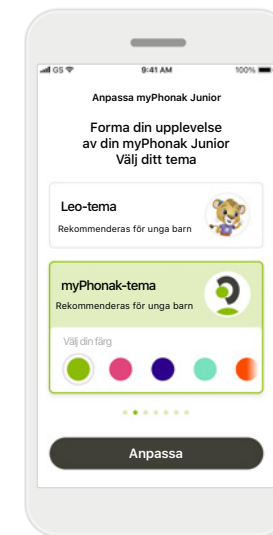 GS 9:41 AM 100%
Anpassa myPhonak Junior
Forma din upplevelse
av din myPhonak Junior
Välj ditt tema
Leo-tema
Rekommenderas för unga barn
myPhonak-tema
Rekommenderas för unga barn
Välj din färg
Anpassa